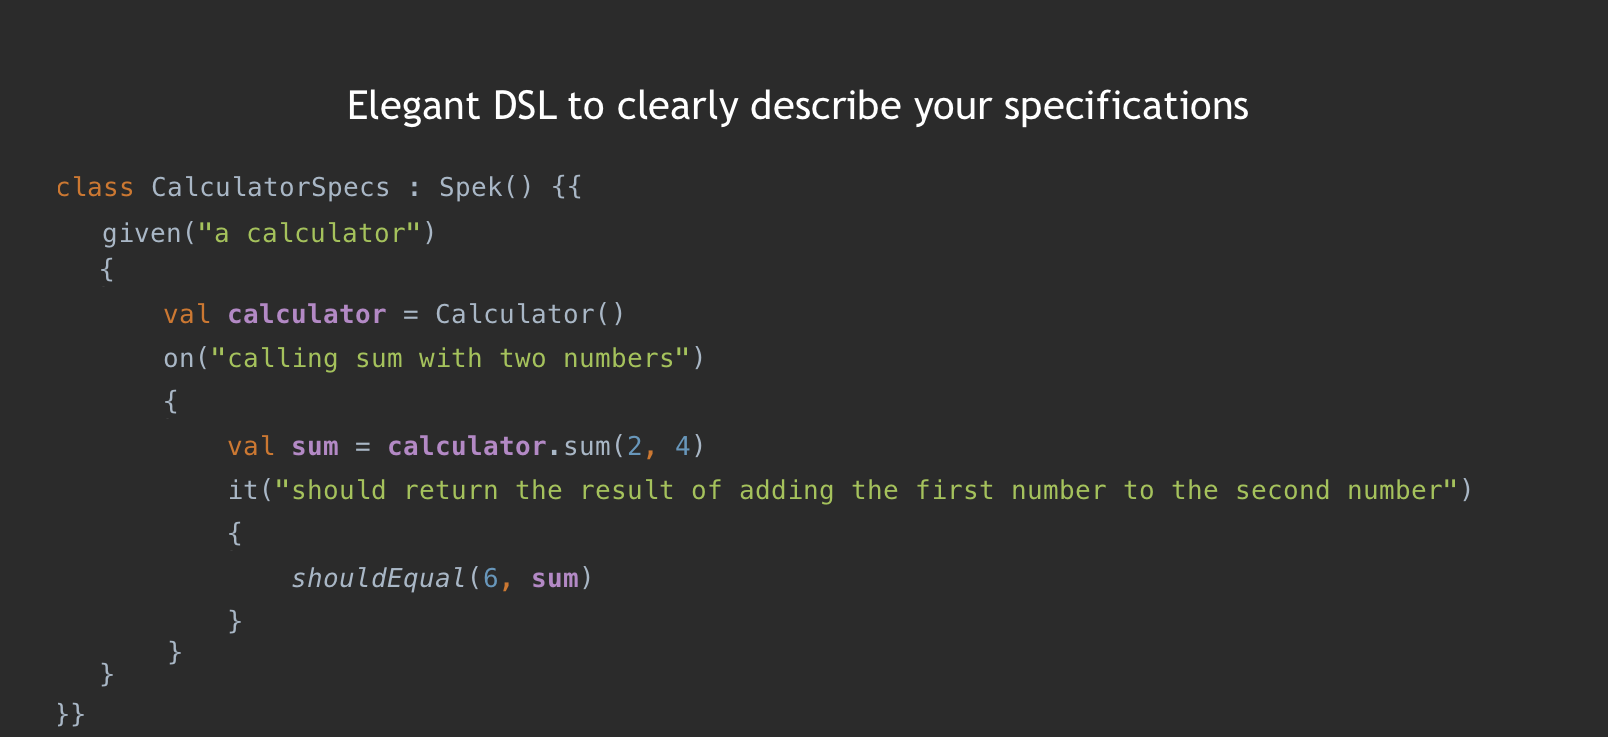 Elegant DSL to clearly describe your specifications
class CalculatorSpecs : Spek() {{
given("a calculator")
{
val calculator = Calculator()
on("calling sum with two numbers")
{
val sum = calculator.sum(2, 4)
it("should return the result of adding the first number to the second number")
{
shouldEqual(6, sum)
}
}
}
}}